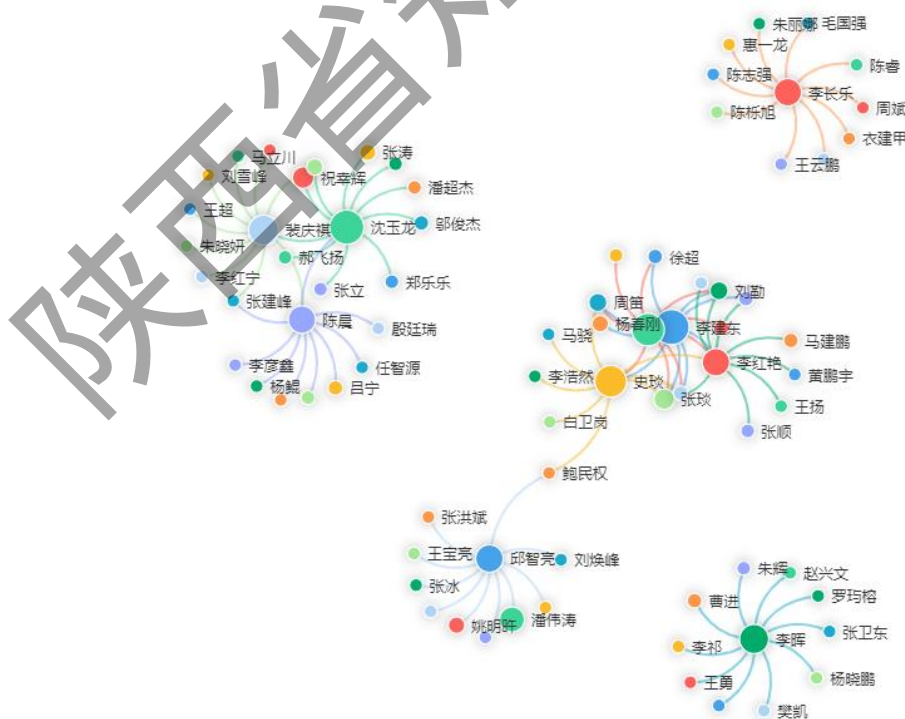 陕西省知
朱丽娜
毛国强
惠一龙
陈志强
陈睿
李长乐
陈栎旭
周斌
衣建甲
王云鹏
马立川
张涛
刘雪峰
祝幸辉
潘超杰
王超
裴庆祺
沈玉龙
邬俊杰
朱晓妍
郝飞扬
李红宁
张立
郑乐乐
张建峰
陈晨
殷廷瑞
李彦鑫
任智源
杨鲲
吕宁
徐超
周笛
刘勤
马骁
杨春刚
李建东
马建鹏
李红艳
李浩然
史琰
黄鹏宇
张琰
王扬
白卫岗
张顺
鲍民权
张洪斌
王宝亮
邱智亮
刘焕峰
张冰
姚明旿
潘伟涛
朱辉
赵兴文
曹进
罗玙榕
李祁
李晖
张卫东
王勇
杨晓鹏
樊凯